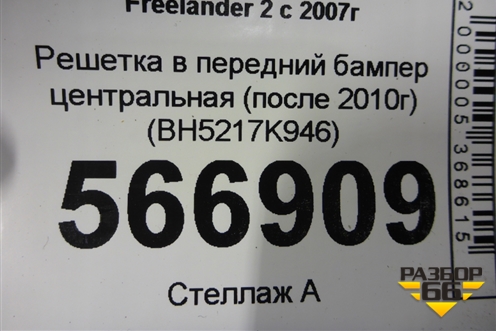 Freelander 2 с 2007г
Решетка в передний бампер
центральная (после 2010г)
(BH5217K946)
566909
Стеллаж А
2000005368615
РАЗБОР
66